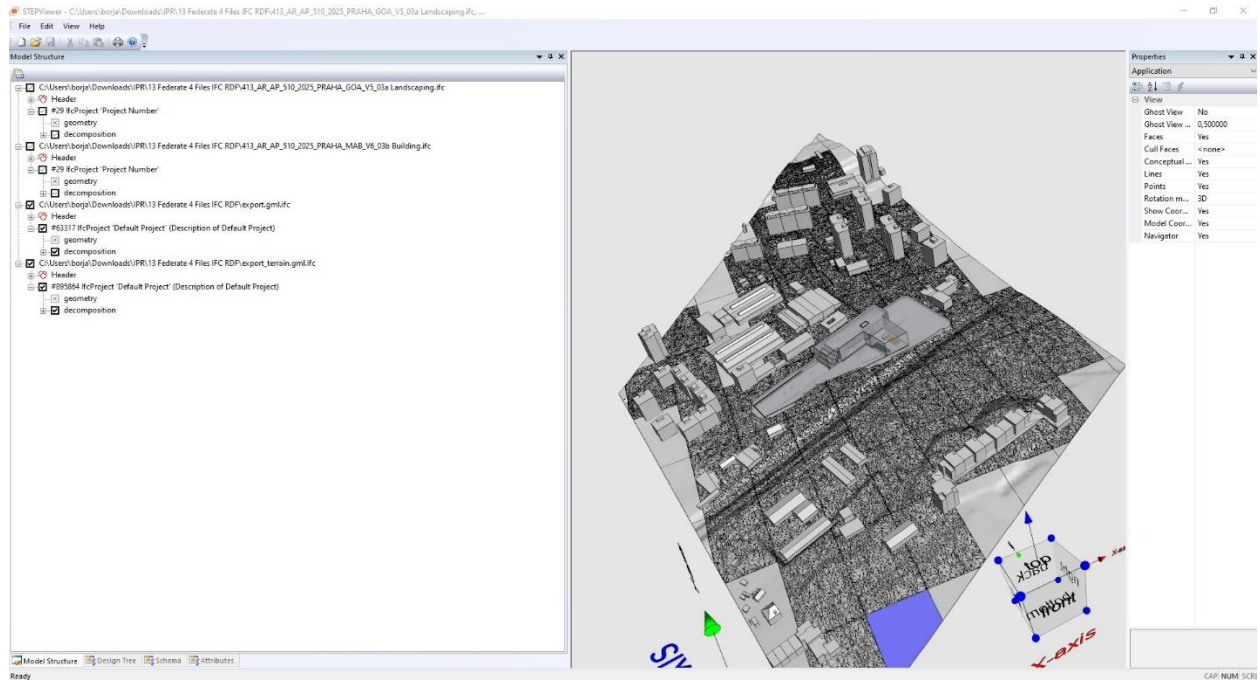 STEPViewer - C:\Users\borja\Downloads\IPR\13 Federate 4 Files IFC RDF\413_AR_AP_510_2025_PRAHA_GOA_V5_03a Landscaping.ifc, ...
File Edit View Help
Model Structure
C:\Users\borja\Downloads\IPR\13 Federate 4 Files IFC RDF\413_AR_AP_510_2025_PRAHA_GOA_V5_03a Landscaping.ifc
Header
#29 IfcProject 'Project Number'
geometry
decomposition
C:\Users\borja\Downloads\IPR\13 Federate 4 Files IFC RDF\413_AR_AP_510_2025_PRAHA_MAB_V6_03b Building.ifc
Header
#29 IfcProject 'Project Number'
geometry
decomposition
C:\Users\borja\Downloads\IPR\13 Federate 4 Files IFC RDF\export.gml.ifc
Header
#63317 IfcProject 'Default Project' (Description of Default Project)
geometry
decomposition
C:\Users\borja\Downloads\IPR\13 Federate 4 Files IFC RDF\export_terrain.gml.ifc
Header
#895864 IfcProject 'Default Project' (Description of Default Project)
geometry
decomposition
Model Structure Design Tree Schema Attributes
Ready
top
back
bottom
front
X-axis
X-axis
Properties
Application
View
Ghost View No
Ghost View ... 0,500000
Faces Yes
Cull Faces <none>
Conceptual ... Yes
Lines Yes
Points Yes
Rotation m... 3D
Show Coor... Yes
Model Coor... Yes
Navigator Yes
CAP NUM SCRL